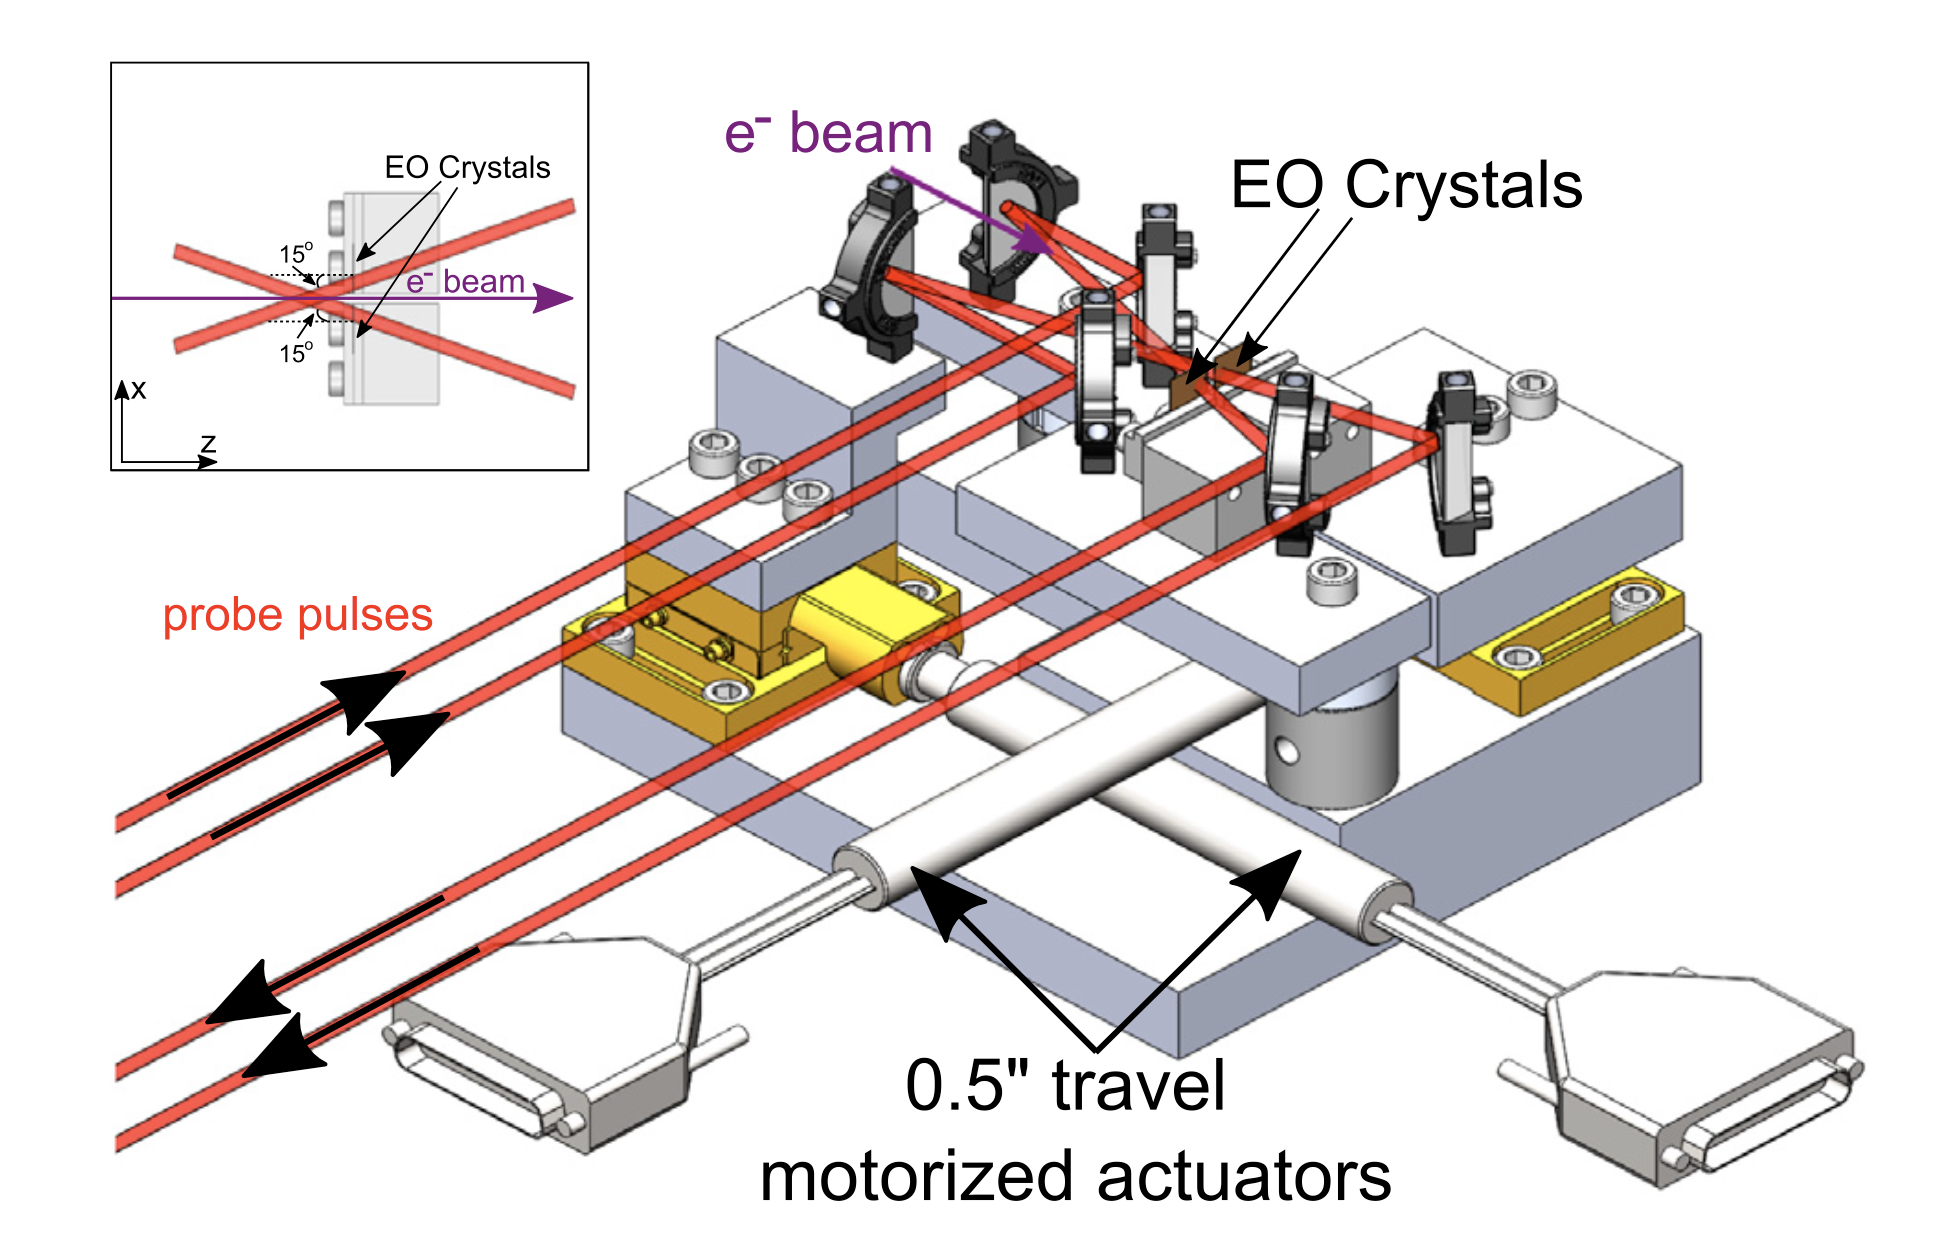 EO Crystals
15°
e⁻ beam
15°
x
z
e⁻ beam
EO Crystals
probe pulses
0.5" travel
motorized actuators